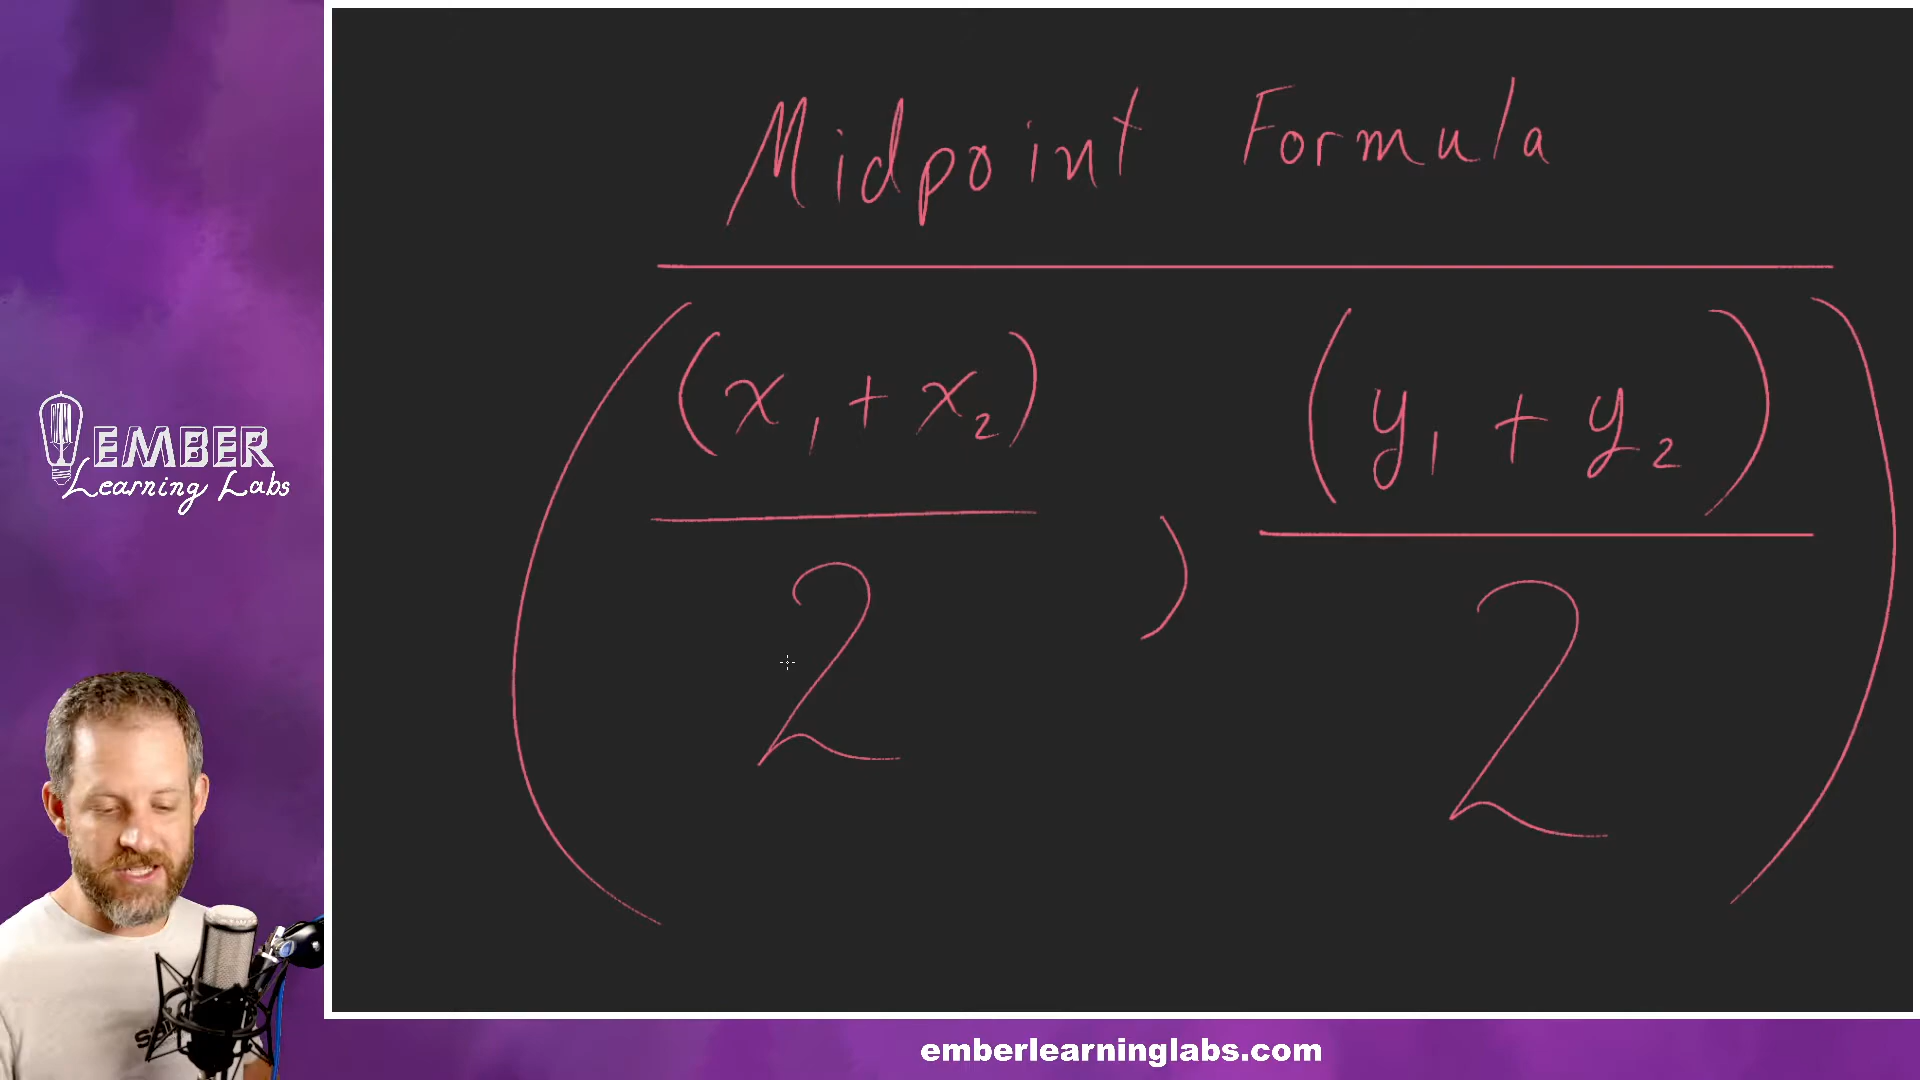 Midpoint Formula
(
(x₁ + x₂)
2
,
(y₁ + y₂)
2
)
EMBER
Learning Labs
emberlearninglabs.com